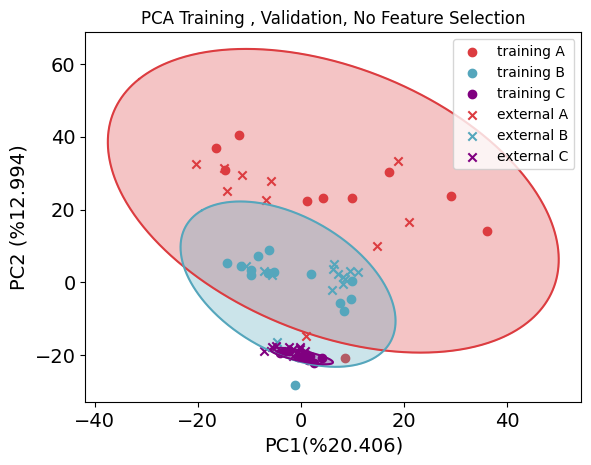 PCA Training , Validation, No Feature Selection
training A
training B
training C
external A
external B
external C
60
40
20
0
−20
PC2 (%12.994)
−40 −20 0 20 40
PC1(%20.406)